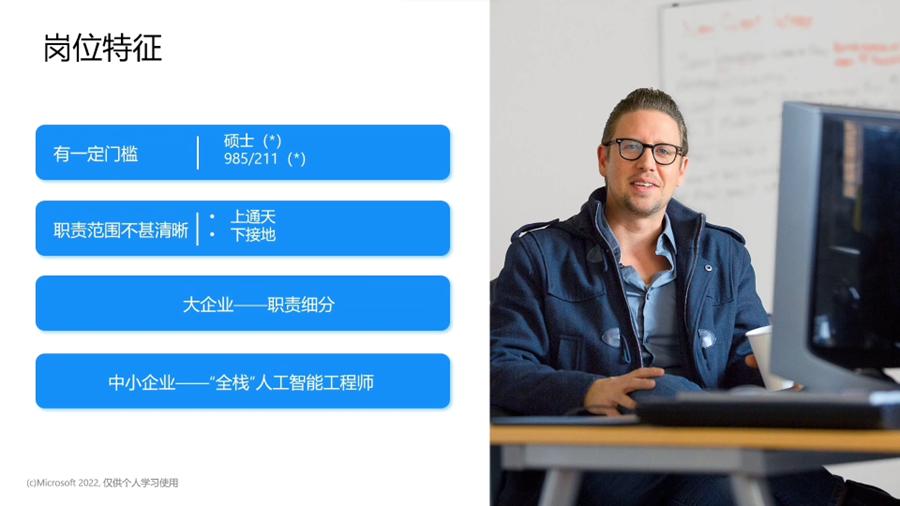 岗位特征
有一定门槛
硕士（*）
985/211（*）
职责范围不甚清晰
• 上通天
• 下接地
大企业——职责细分
中小企业——“全栈”人工智能工程师
(c)Microsoft 2022, 仅供个人学习使用